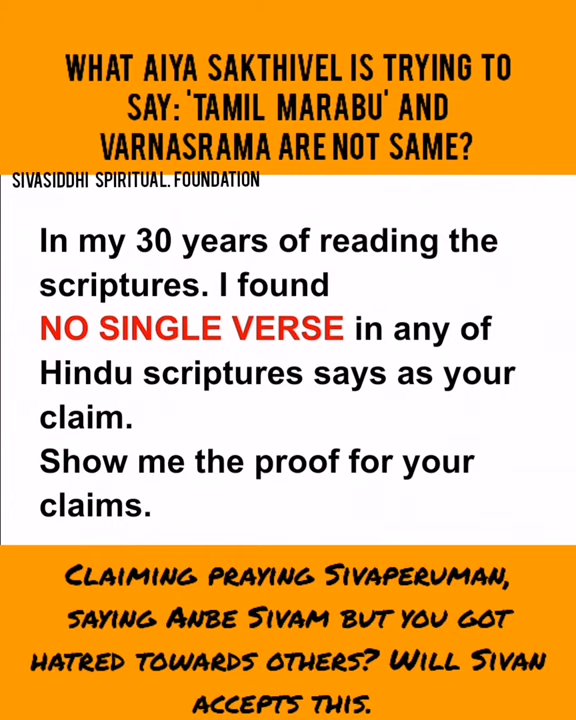 WHAT AIYA SAKTHIVEL IS TRYING TO
SAY: 'TAMIL MARABU' AND
VARNASRAMA ARE NOT SAME?
SIVASIDDHI SPIRITUAL. FOUNDATION
In my 30 years of reading the
scriptures. I found
NO SINGLE VERSE in any of
Hindu scriptures says as your
claim.
Show me the proof for your
claims.
CLAIMING PRAYING SIVAPERUMAN,
SAYING ANBE SIVAM BUT YOU GOT
HATRED TOWARDS OTHERS? WILL SIVAN
ACCEPTS THIS.